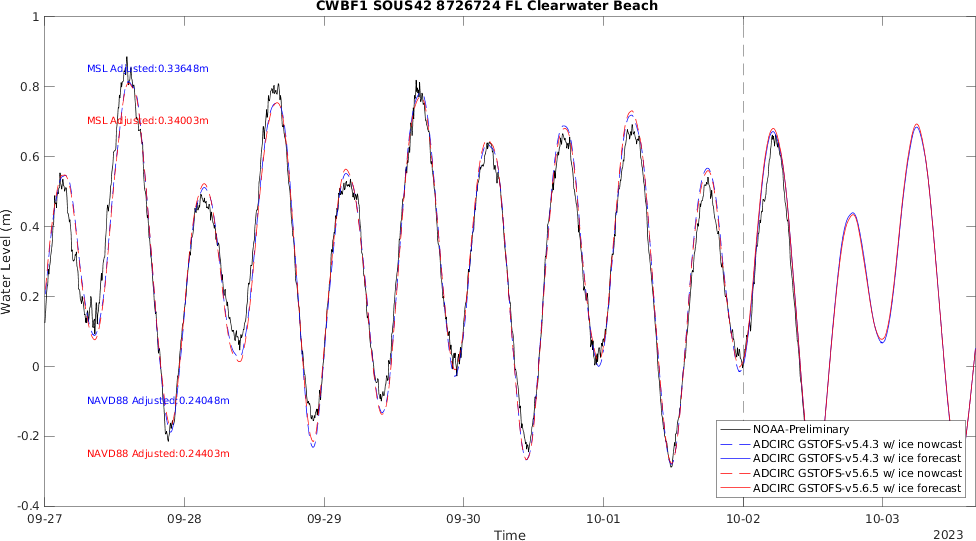 CWBF1 SOUS42 8726724 FL Clearwater Beach
1
0.8
0.6
0.4
0.2
0
-0.2
-0.4
Water Level (m)
MSL Adjusted:0.33648m
MSL Adjusted:0.34003m
NAVD88 Adjusted:0.24048m
NAVD88 Adjusted:0.24403m
NOAA-Preliminary
ADCIRC GSTOFS-v5.4.3 w/ ice nowcast
ADCIRC GSTOFS-v5.4.3 w/ ice forecast
ADCIRC GSTOFS-v5.6.5 w/ ice nowcast
ADCIRC GSTOFS-v5.6.5 w/ ice forecast
09-27 09-28 09-29 09-30 10-01 10-02 10-03
Time
2023